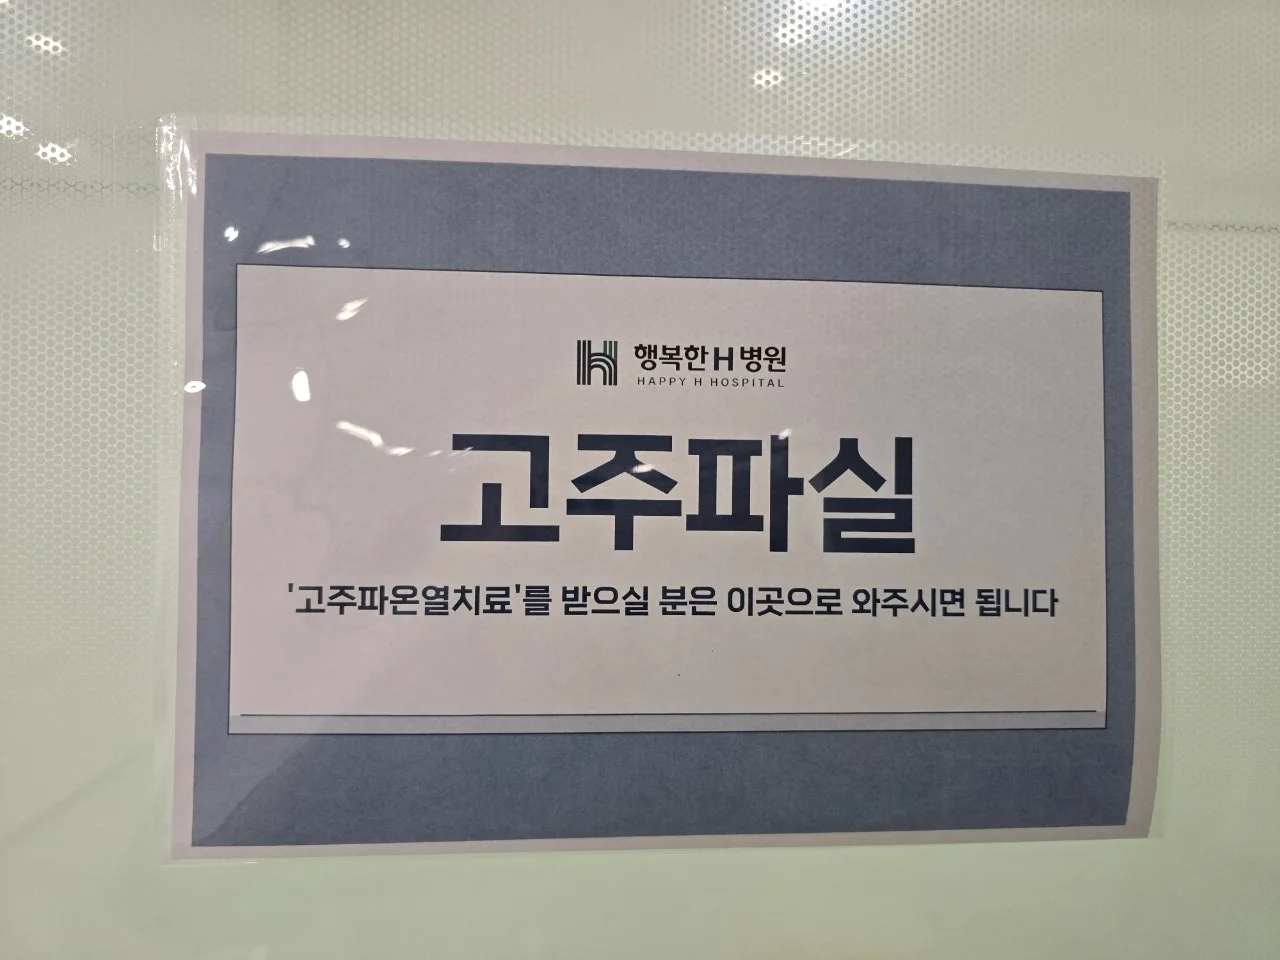 행복한 H 병원
HAPPY H HOSPITAL
고주파실
'고주파온열치료'를 받으실 분은 이곳으로 와주시면 됩니다